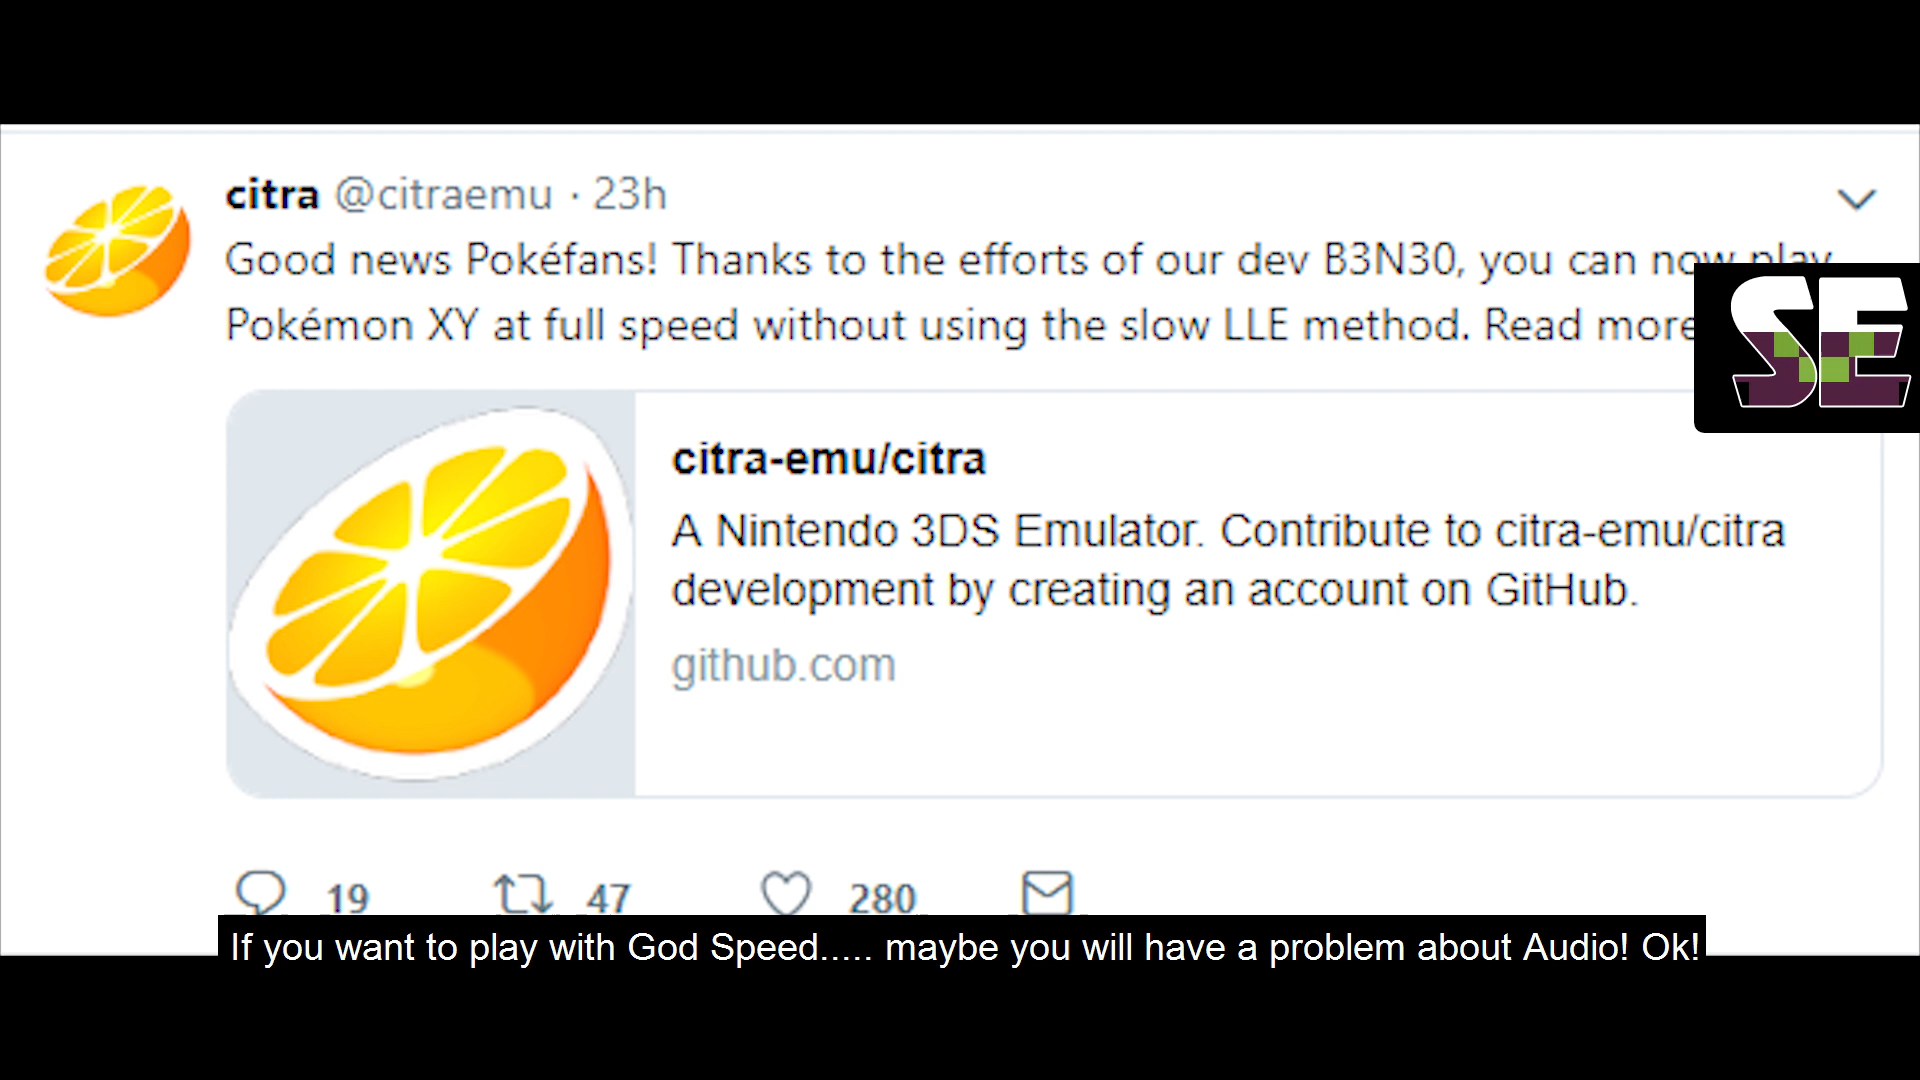 citra @citraemu · 23h
Good news Pokéfans! Thanks to the efforts of our dev B3N30, you can now play
Pokémon XY at full speed without using the slow LLE method. Read more
SE
citra-emu/citra
A Nintendo 3DS Emulator. Contribute to citra-emu/citra
development by creating an account on GitHub.
github.com
19 47 280
If you want to play with God Speed..... maybe you will have a problem about Audio! Ok!